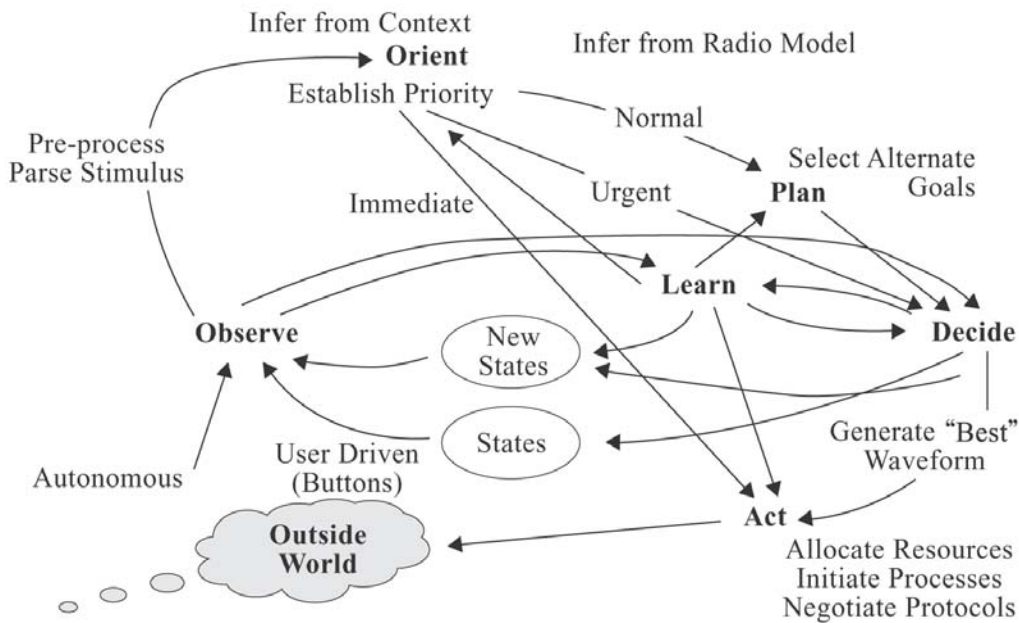 Infer from Context
Orient
Establish Priority
Infer from Radio Model
Normal
Pre-process
Parse Stimulus
Select Alternate
Goals
Plan
Immediate
Urgent
Learn
Observe
Decide
New
States
States
Generate “Best”
Waveform
User Driven
(Buttons)
Autonomous
Act
Outside
World
Allocate Resources
Initiate Processes
Negotiate Protocols